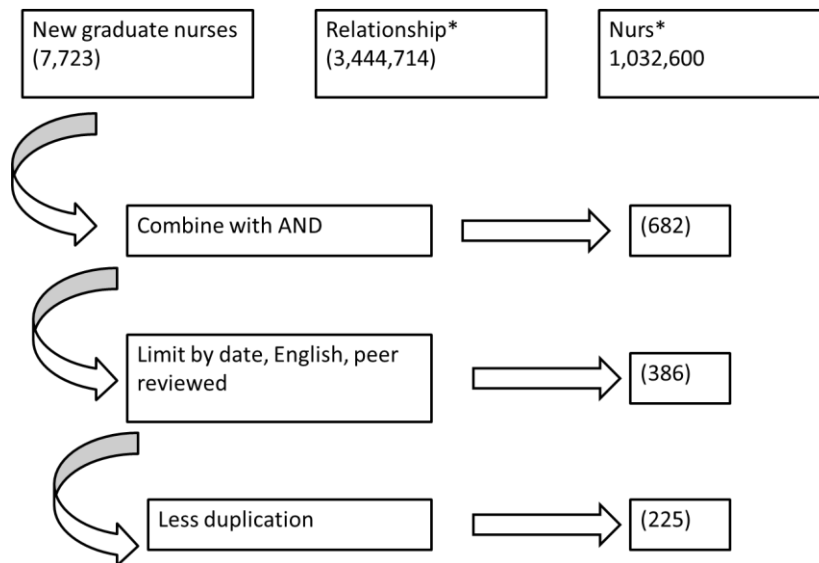 New graduate nurses
(7,723)
Relationship*
(3,444,714)
Nurs*
1,032,600
Combine with AND
(682)
Limit by date, English, peer
reviewed
(386)
Less duplication
(225)